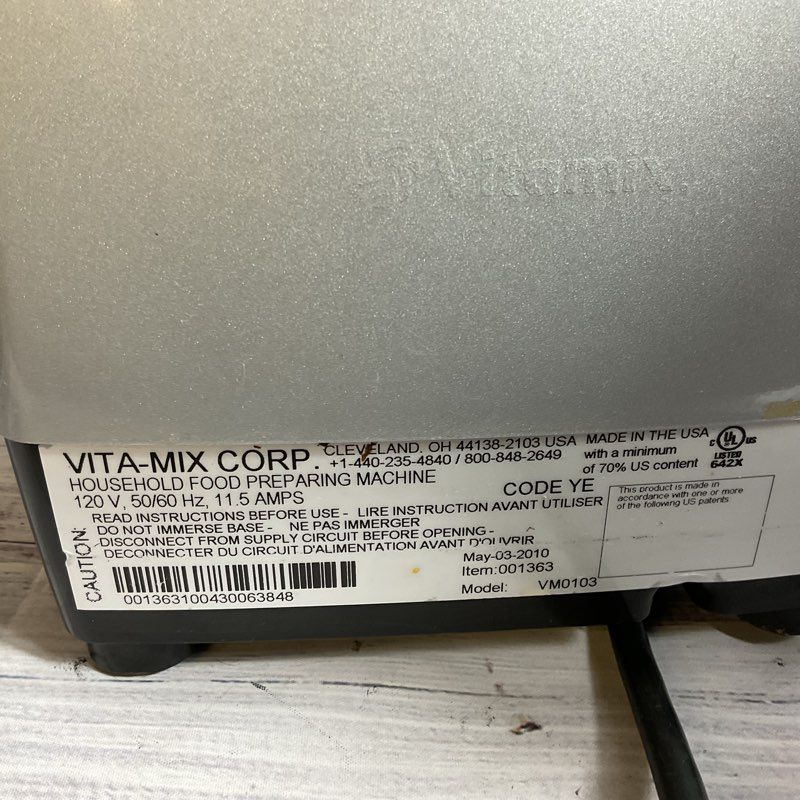 Vitamix.
VITA-MIX CORP.
CLEVELAND, OH 44138-2103 USA
+1-440-235-4840 / 800-848-2649
MADE IN THE USA
with a minimum
of 70% US content
C UL US
LISTED
642X
HOUSEHOLD FOOD PREPARING MACHINE
120 V, 50/60 Hz, 11.5 AMPS
CODE YE
CAUTION:
READ INSTRUCTIONS BEFORE USE - LIRE INSTRUCTION AVANT UTILISER
DO NOT IMMERSE BASE - NE PAS IMMERGER
DISCONNECT FROM SUPPLY CIRCUIT BEFORE OPENING -
DECONNECTER DU CIRCUIT D'ALIMENTATION AVANT D'OUVRIR
This product is made in
accordance with one or more
of the following US patents
May-03-2010
Item:001363
Model: VM0103
001363100430063848